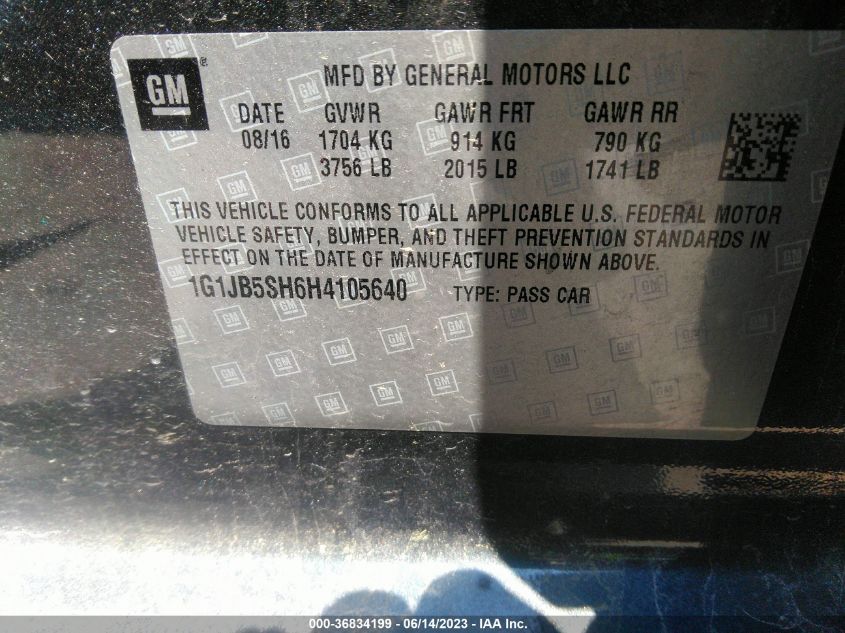 GM ®
MFD BY GENERAL MOTORS LLC
DATE GVWR GAWR FRT GAWR RR
08/16 1704 KG 914 KG 790 KG
3756 LB 2015 LB 1741 LB
THIS VEHICLE CONFORMS TO ALL APPLICABLE U.S. FEDERAL MOTOR
VEHICLE SAFETY, BUMPER, AND THEFT PREVENTION STANDARDS IN
EFFECT ON THE DATE OF MANUFACTURE SHOWN ABOVE.
1G1JB5SH6H4105640 TYPE: PASS CAR
000-36834199 - 06/14/2023 - IAA Inc.